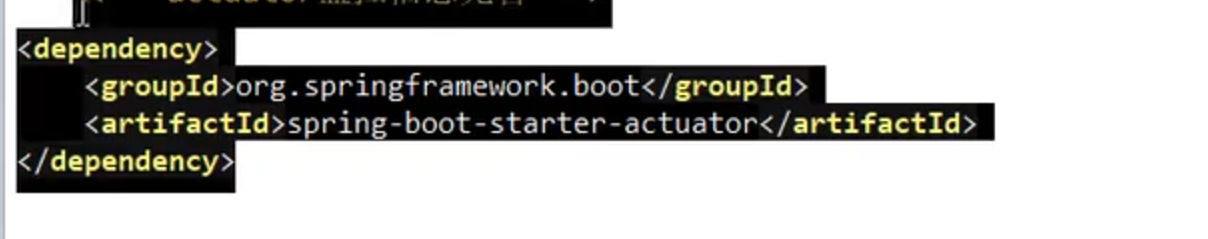 <dependency>
<groupId>org.springframework.boot</groupId>
<artifactId>spring-boot-starter-actuator</artifactId>
</dependency>